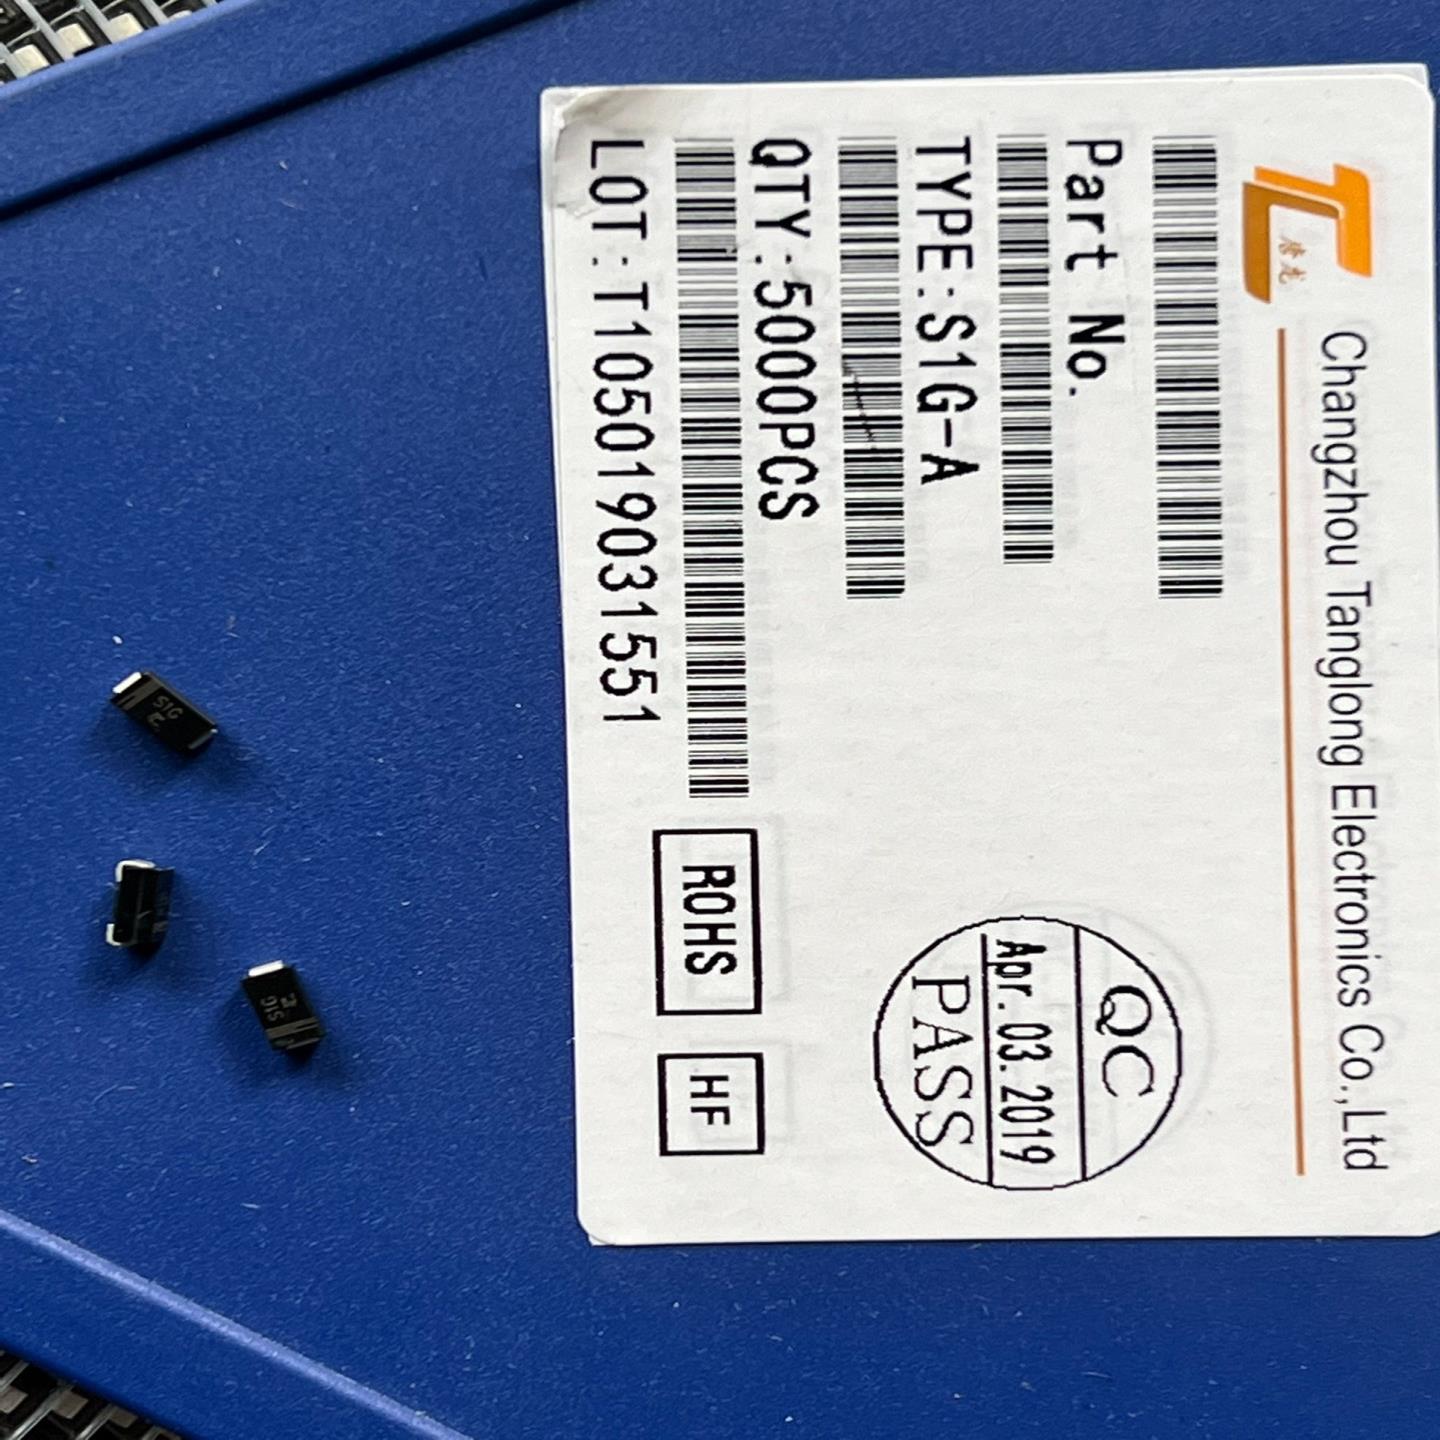 Changzhou Tanglong Electronics Co.,Ltd
Part No.
TYPE:S1G-A
QTY:5000PCS
LOT:T105019031551
QC
Apr. 03. 2019
PASS
ROHS
HF
S1G
S1G